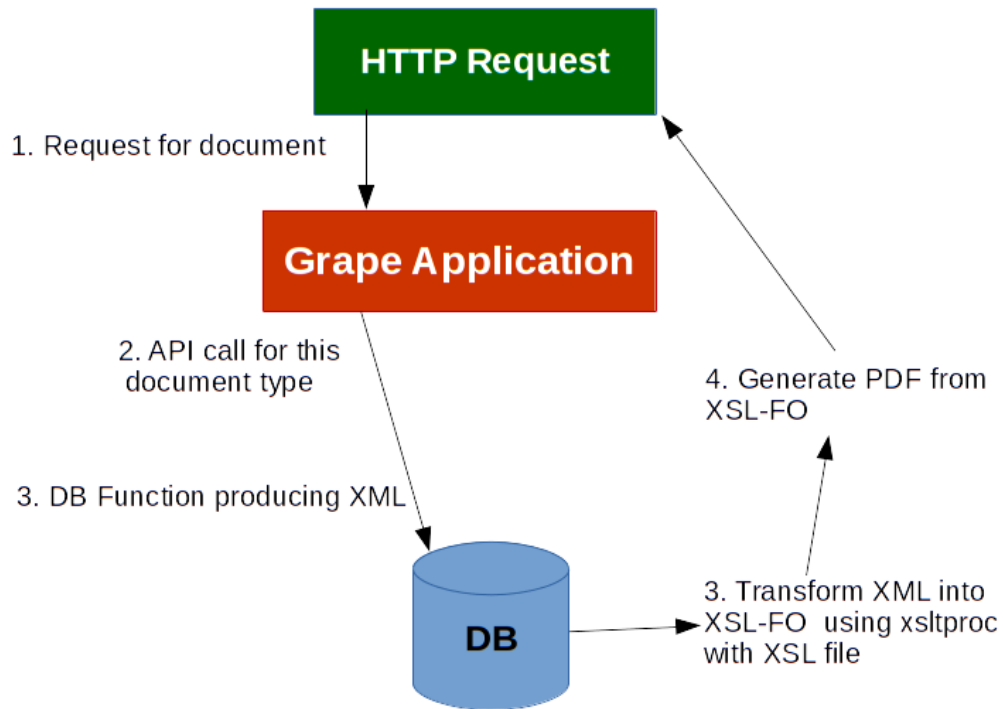 HTTP Request
1. Request for document
Grape Application
2. API call for this
document type
3. DB Function producing XML
DB
3. Transform XML into
XSL-FO  using xsltproc
with XSL file
4. Generate PDF from
XSL-FO